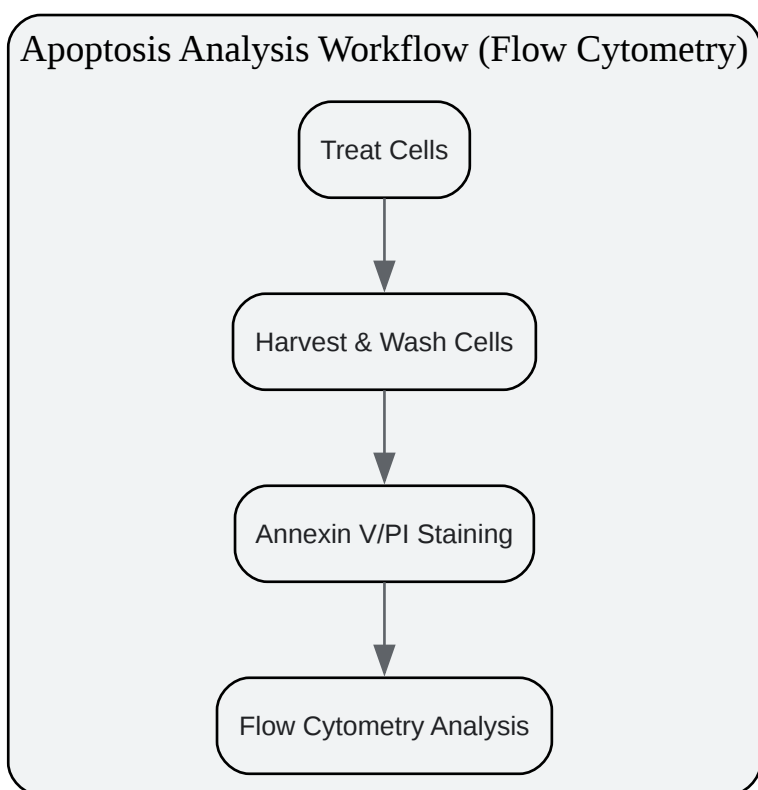 Apoptosis Analysis Workflow (Flow Cytometry)
Treat Cells
Harvest & Wash Cells
Annexin V/PI Staining
Flow Cytometry Analysis